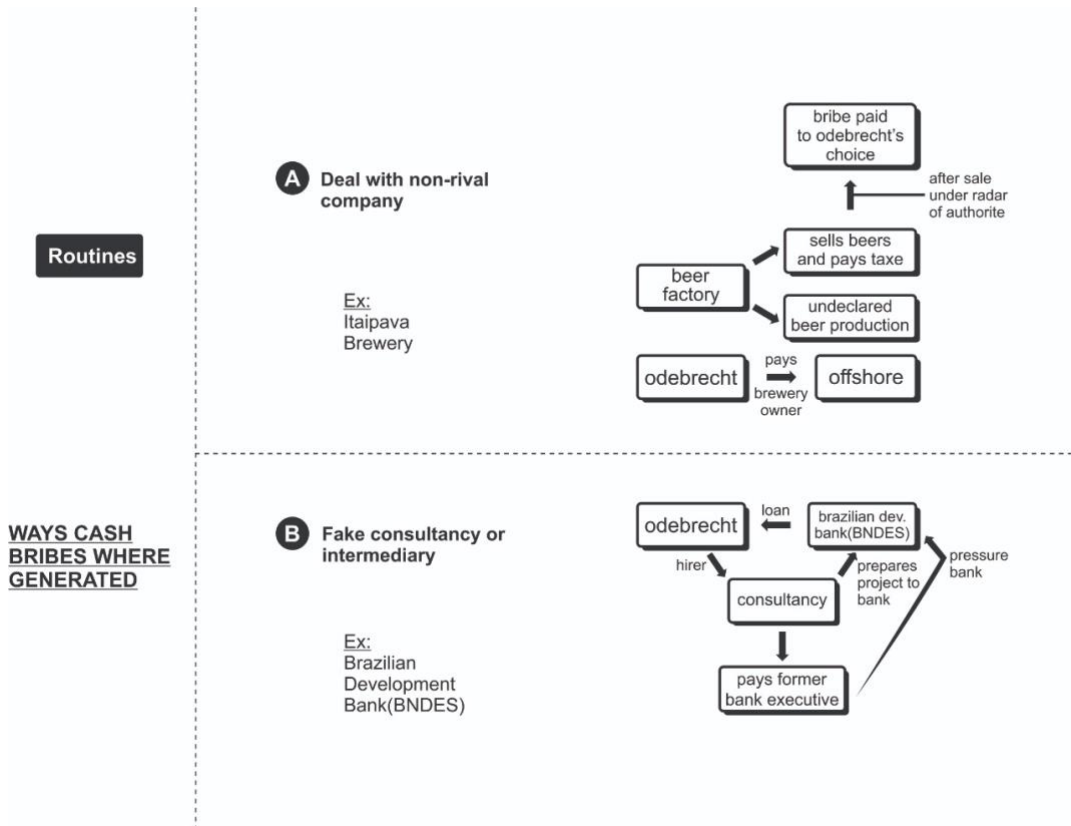 Routines
WAYS CASH
BRIBES WHERE
GENERATED
A Deal with non-rival
company
Ex:
Itaipava
Brewery
bribe paid
to odebrecht's
choice
after sale
under radar
of authorite
beer
factory
sells beers
and pays taxe
undeclared
beer production
odebrecht
pays
brewery
owner
offshore
B Fake consultancy or
intermediary
Ex:
Brazilian
Development
Bank(BNDES)
odebrecht
loan
brazilian dev.
bank(BNDES)
hirer
consultancy
prepares
project to
bank
pressure
bank
pays former
bank executive